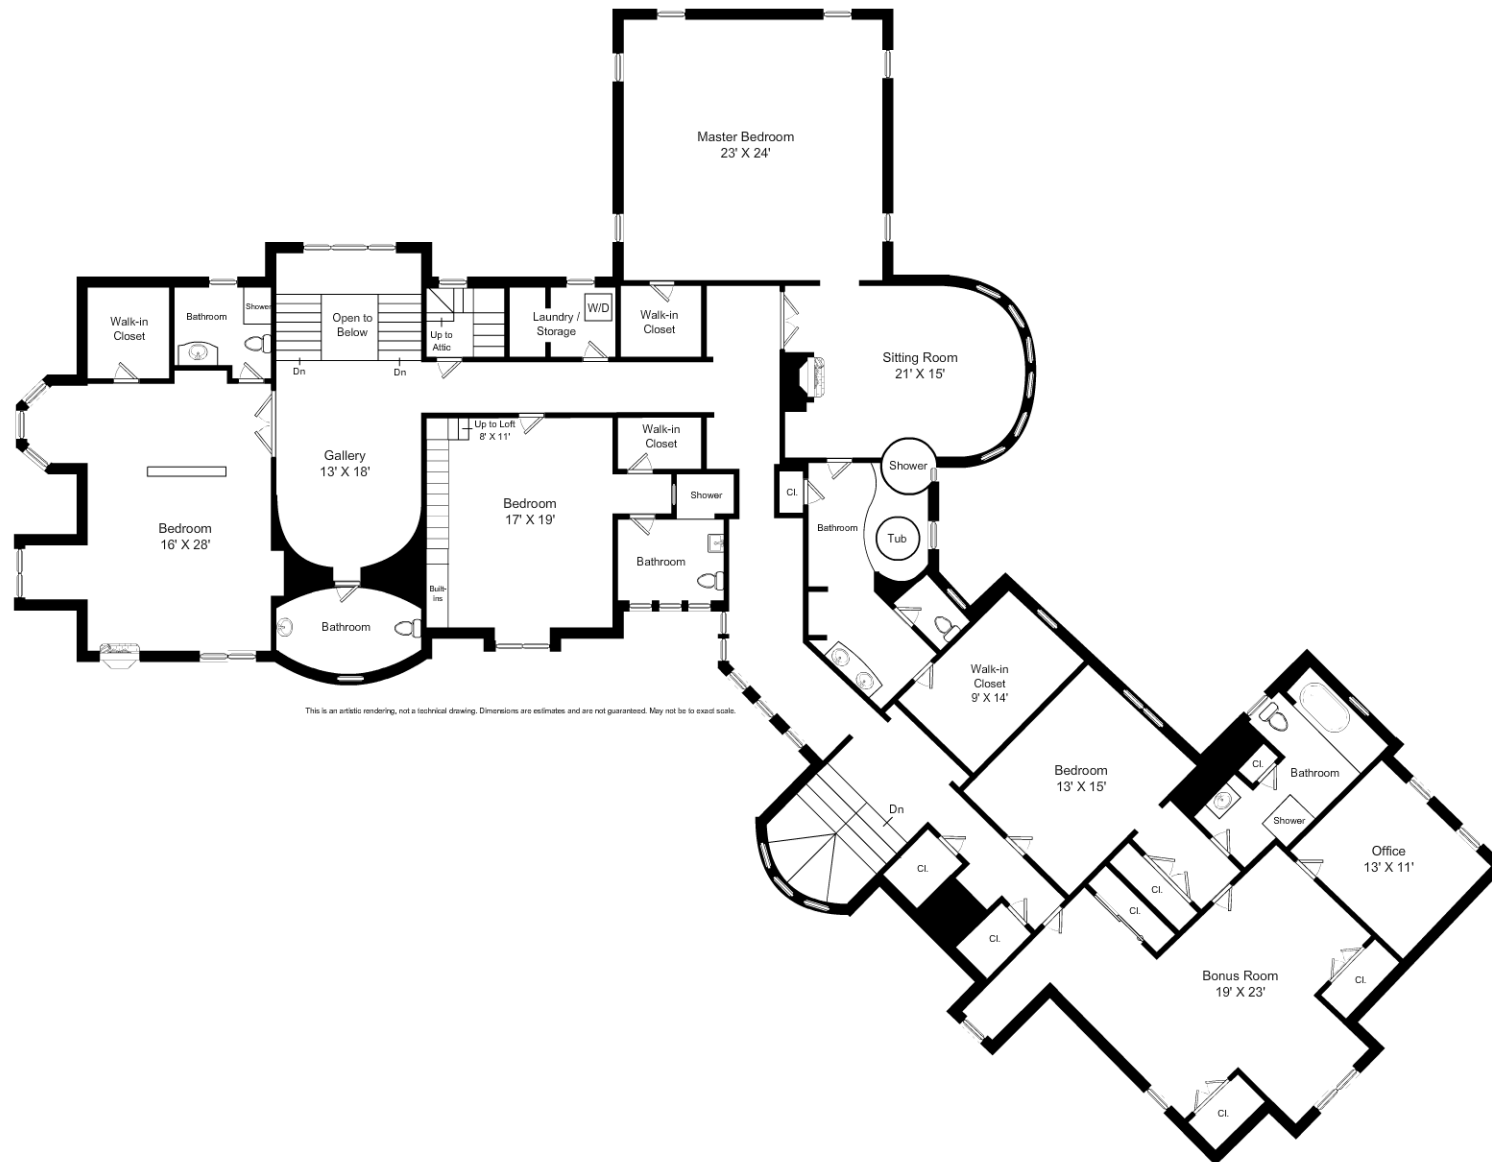 Master Bedroom
23' X 24'
Walk-in
Closet
Bathroom
Shower
Open to
Below
Dn
Dn
Up to
Attic
Laundry /
Storage
W/D
Walk-in
Closet
Sitting Room
21' X 15'
Gallery
13' X 18'
Up to Loft
8' X 11'
Walk-in
Closet
Bedroom
17' X 19'
Shower
Bathroom
Built-
ins
Bedroom
16' X 28'
Bathroom
Cl.
Shower
Bathroom
Tub
Walk-in
Closet
9' X 14'
This is an artistic rendering, not a technical drawing. Dimensions are estimates and are not guaranteed. May not be to exact scale.
Bedroom
13' X 15'
Dn
Cl.
Cl.
Cl.
Cl.
Cl.
Bathroom
Shower
Office
13' X 11'
Bonus Room
19' X 23'
Cl.
Cl.